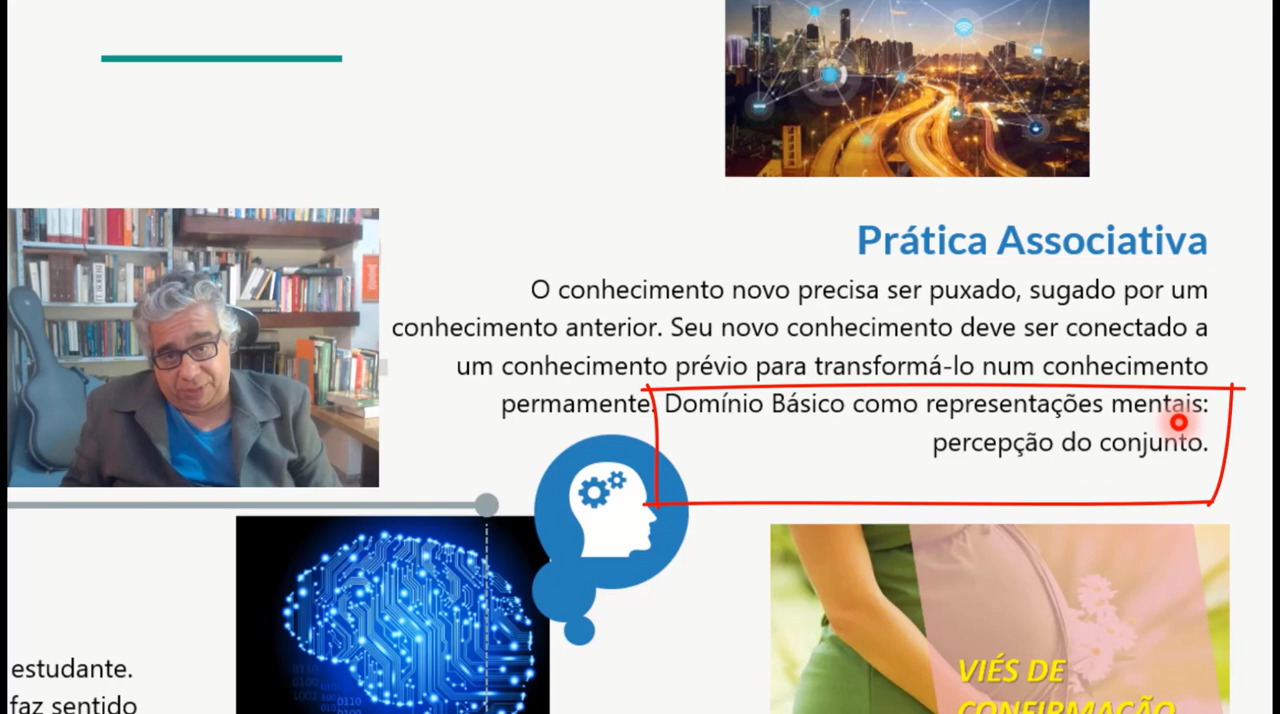 Prática Associativa
O conhecimento novo precisa ser puxado, sugado por um
conhecimento anterior. Seu novo conhecimento deve ser conectado a
um conhecimento prévio para transformá-lo num conhecimento
permamente. Domínio Básico como representações mentais:
percepção do conjunto.
estudante.
faz sentido
VIÉS DE
CONFIRMAÇÃO